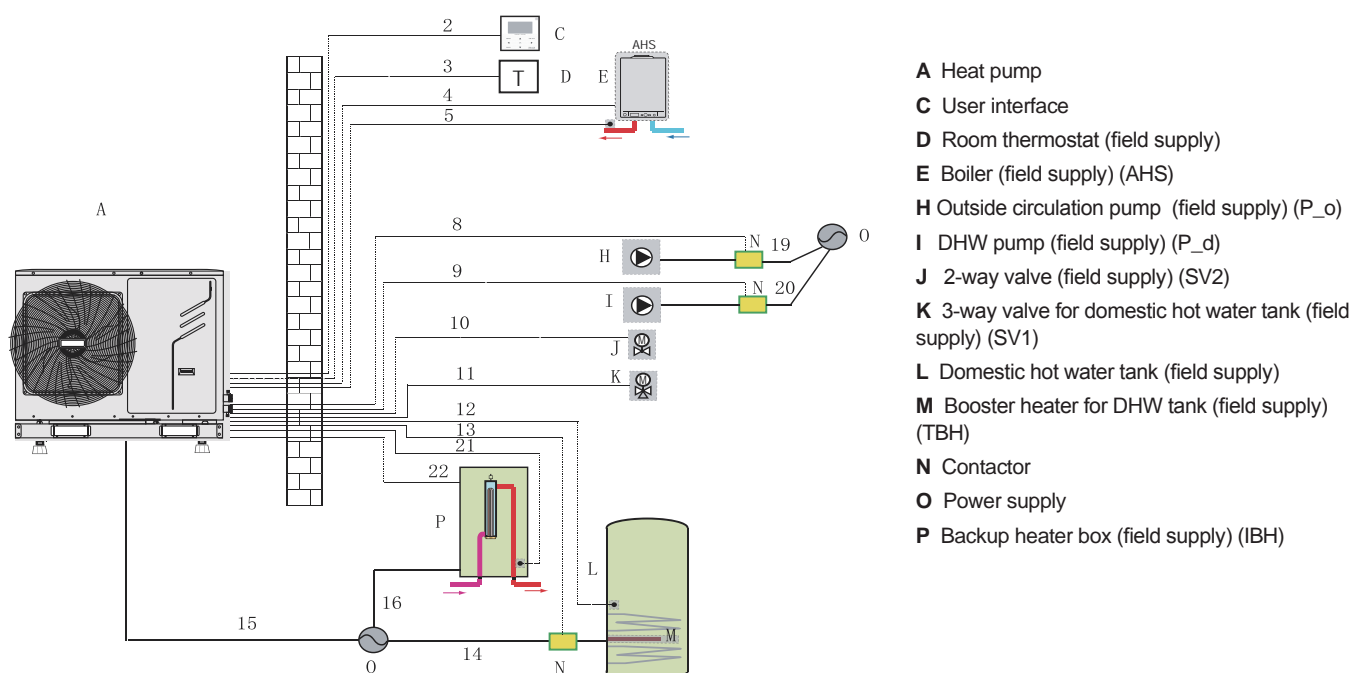 2
C
AHS
3
T
D
E
4
5
A
8
N
19
O
H
9
N
20
I
10
J
11
K
12
13
21
22
P
L
16
15
M
14
O
N
A Heat pump
C User interface
D Room thermostat (field supply)
E Boiler (field supply) (AHS)
H Outside circulation pump (field supply) (P_o)
I DHW pump (field supply) (P_d)
J 2-way valve (field supply) (SV2)
K 3-way valve for domestic hot water tank (field
supply) (SV1)
L Domestic hot water tank (field supply)
M Booster heater for DHW tank (field supply)
(TBH)
N Contactor
O Power supply
P Backup heater box (field supply) (IBH)
M
M